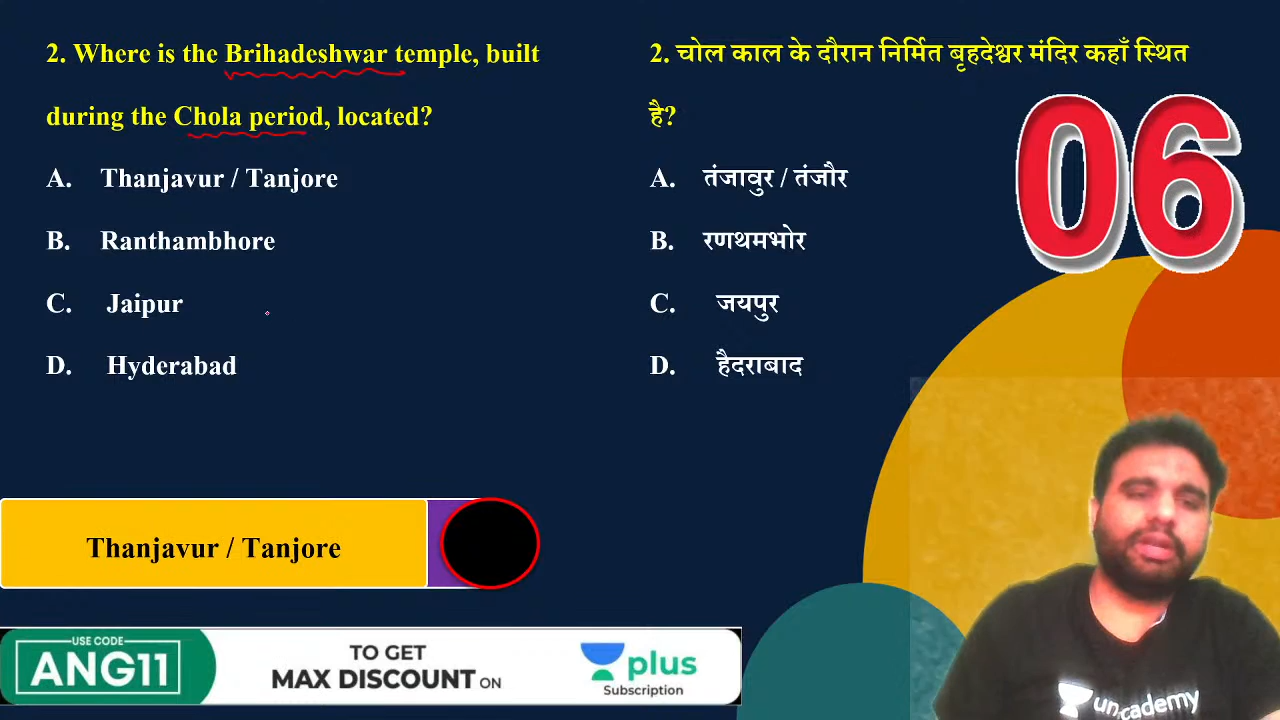 2. Where is the Brihadeshwar temple, built
during the Chola period, located?
A. Thanjavur / Tanjore
B. Ranthambhore
C. Jaipur
D. Hyderabad
2. चोल काल के दौरान निर्मित बृहदेश्वर मंदिर कहाँ स्थित
है?
A. तंजावुर / तंजौर
B. रणथमभोर
C. जयपुर
D. हैदराबाद
06
Thanjavur / Tanjore
USE CODE
ANG11
TO GET
MAX DISCOUNT ON
plus
Subscription
unacademy